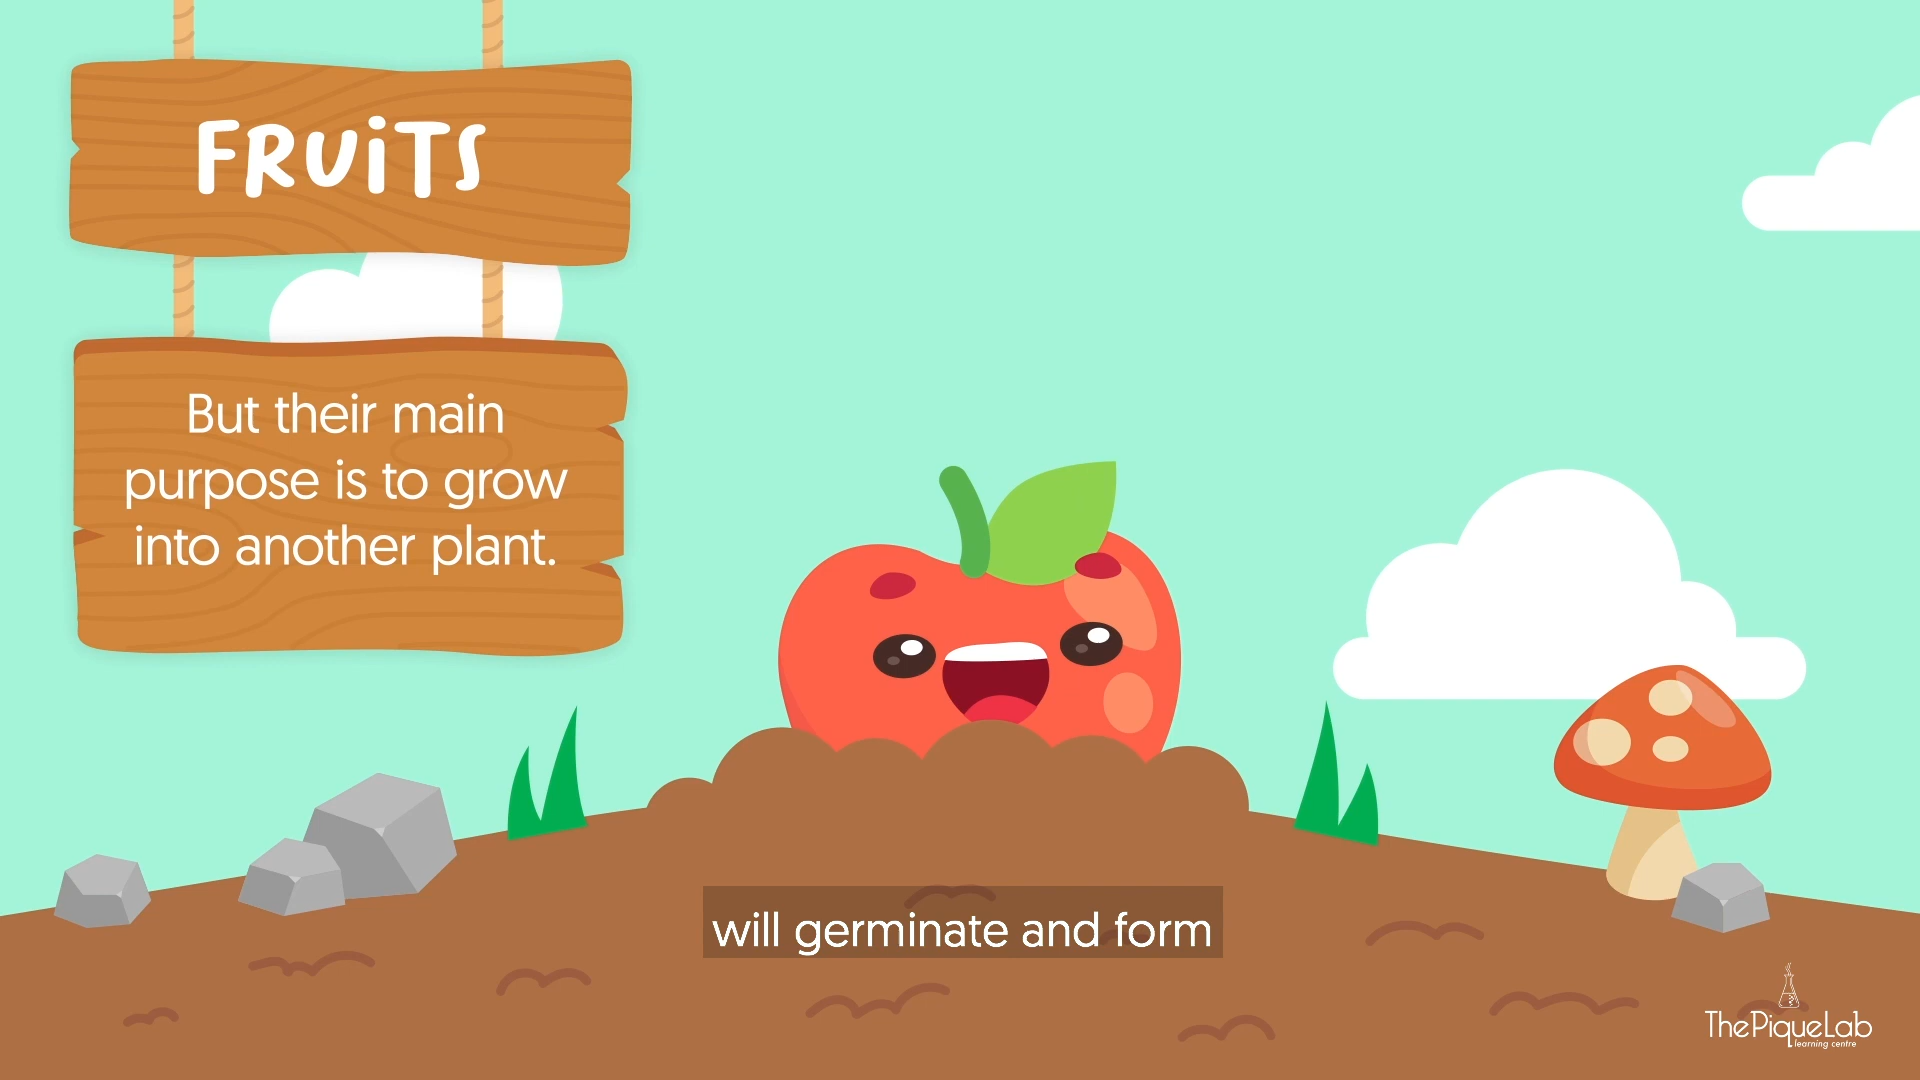 FRUiTS
But their main
purpose is to grow
into another plant.
will germinate and form
ThePiqueLab
learning centre